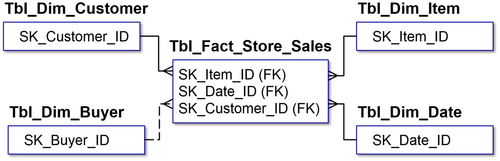 Tbl_Dim_Customer
SK_Customer_ID
Tbl_Dim_Item
SK_Item_ID
Tbl_Fact_Store_Sales
SK_Item_ID (FK)
SK_Date_ID (FK)
SK_Customer_ID (FK)
Tbl_Dim_Buyer
SK_Buyer_ID
Tbl_Dim_Date
SK_Date_ID